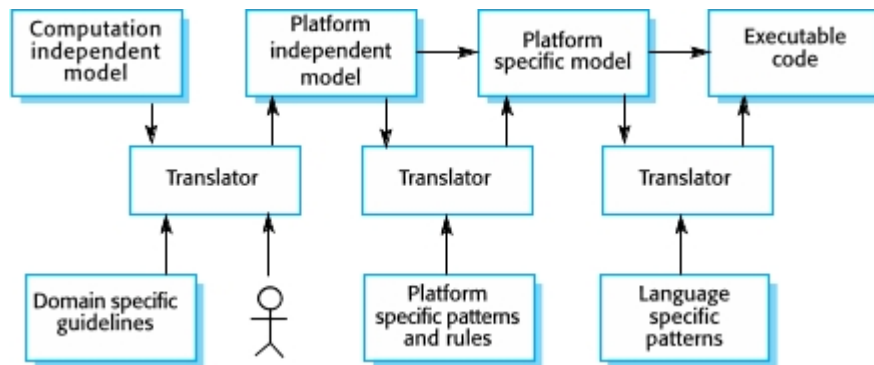 Computation
independent
model
Platform
independent
model
Platform
specific model
Executable
code
Translator
Translator
Translator
Domain specific
guidelines
Platform
specific patterns
and rules
Language
specific
patterns